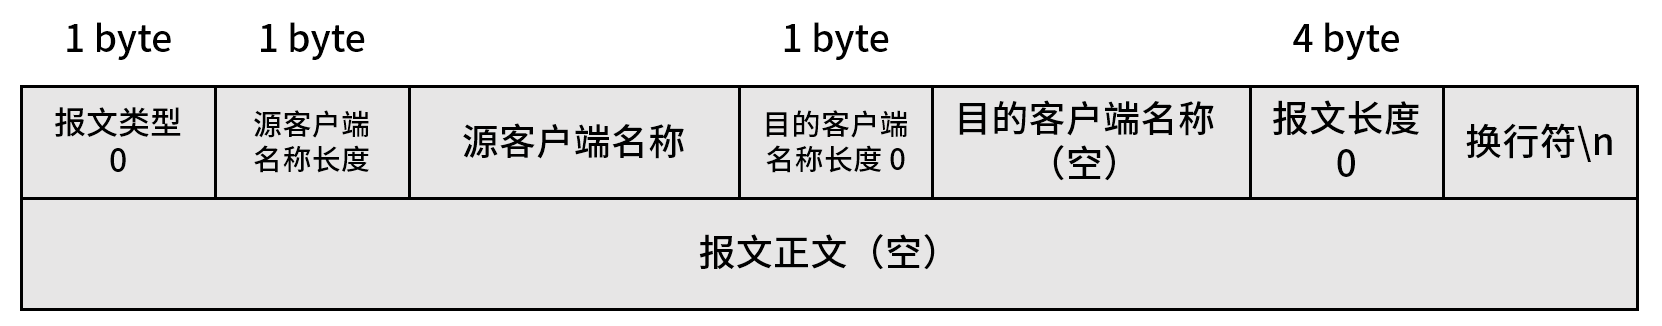 1 byte
1 byte
1 byte
4 byte
报文类型
0
源客户端
名称长度
源客户端名称
目的客户端
名称长度 0
目的客户端名称
（空）
报文长度
0
换行符\n
报文正文（空）